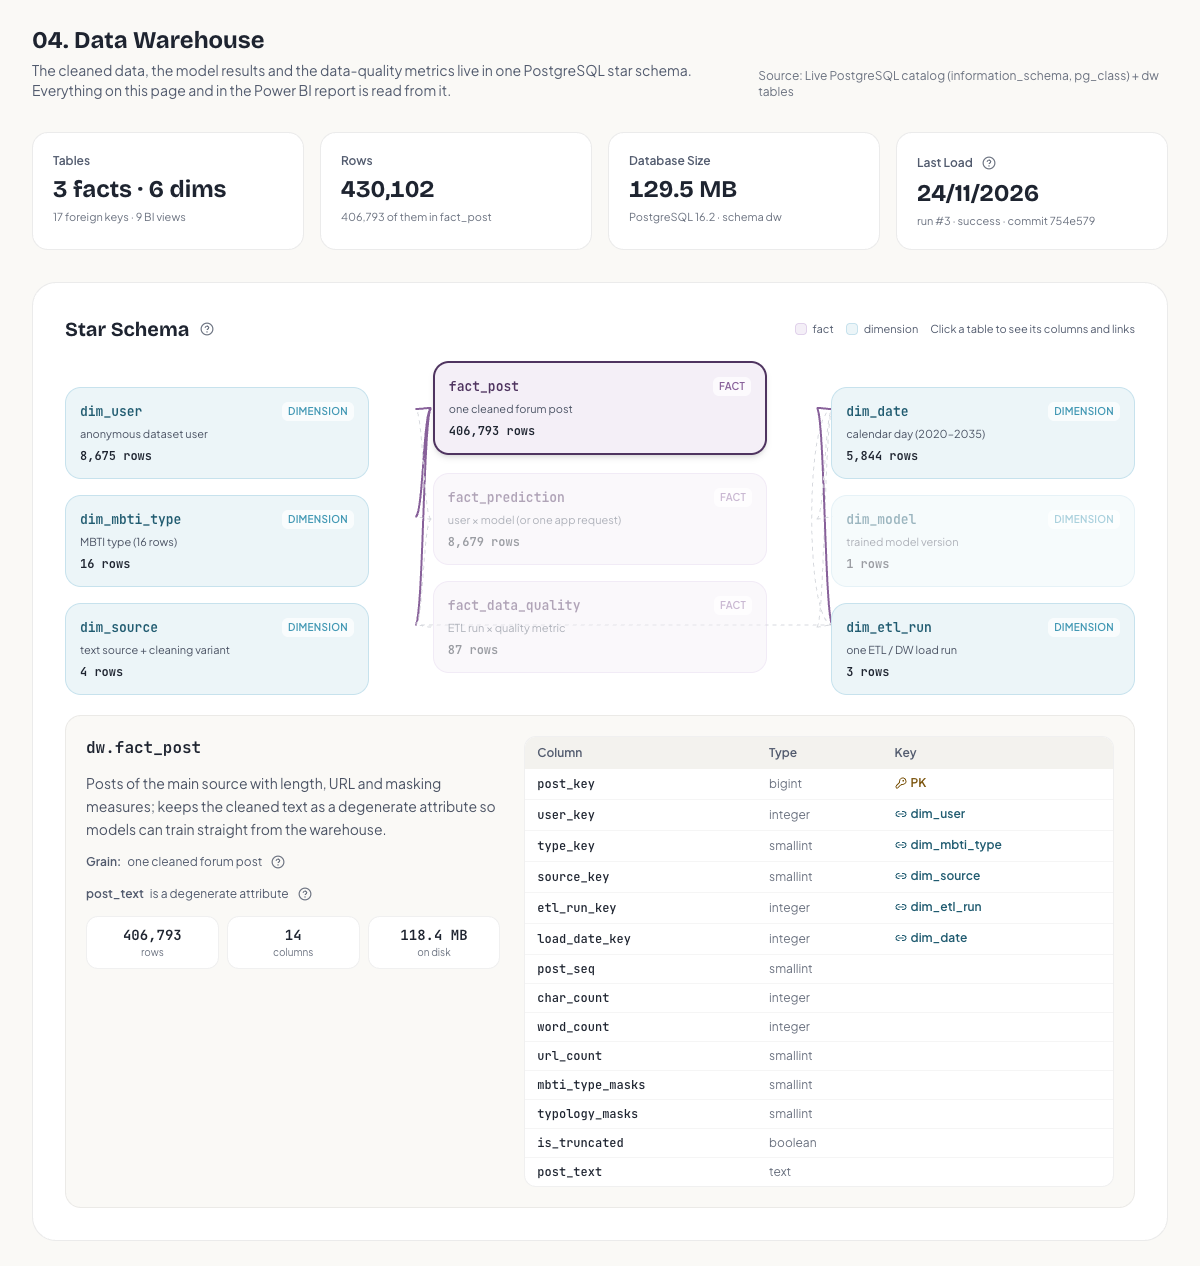 04. Data Warehouse
The cleaned data, the model results and the data-quality metrics live in one PostgreSQL star schema.
Everything on this page and in the Power BI report is read from it.
Source: Live PostgreSQL catalog (information_schema, pg_class) + dw
tables
Tables
3 facts · 6 dims
17 foreign keys · 9 BI views
Rows
430,102
406,793 of them in fact_post
Database Size
129.5 MB
PostgreSQL 16.2 · schema dw
Last Load
24/11/2026
run #3 · success · commit 754e579
Star Schema
fact
dimension
Click a table to see its columns and links
dim_user
DIMENSION
anonymous dataset user
8,675 rows
dim_mbti_type
DIMENSION
MBTI type (16 rows)
16 rows
dim_source
DIMENSION
text source + cleaning variant
4 rows
fact_post
FACT
one cleaned forum post
406,793 rows
fact_prediction
FACT
user × model (or one app request)
8,679 rows
fact_data_quality
FACT
ETL run × quality metric
87 rows
dim_date
DIMENSION
calendar day (2020–2035)
5,844 rows
dim_model
DIMENSION
trained model version
1 rows
dim_etl_run
DIMENSION
one ETL / DW load run
3 rows
dw.fact_post
Posts of the main source with length, URL and masking
measures; keeps the cleaned text as a degenerate attribute so
models can train straight from the warehouse.
Grain: one cleaned forum post
post_text is a degenerate attribute
406,793
rows
14
columns
118.4 MB
on disk
Column Type Key
post_key bigint PK
user_key integer dim_user
type_key smallint dim_mbti_type
source_key smallint dim_source
etl_run_key integer dim_etl_run
load_date_key integer dim_date
post_seq smallint
char_count integer
word_count integer
url_count smallint
mbti_type_masks smallint
typology_masks smallint
is_truncated boolean
post_text text